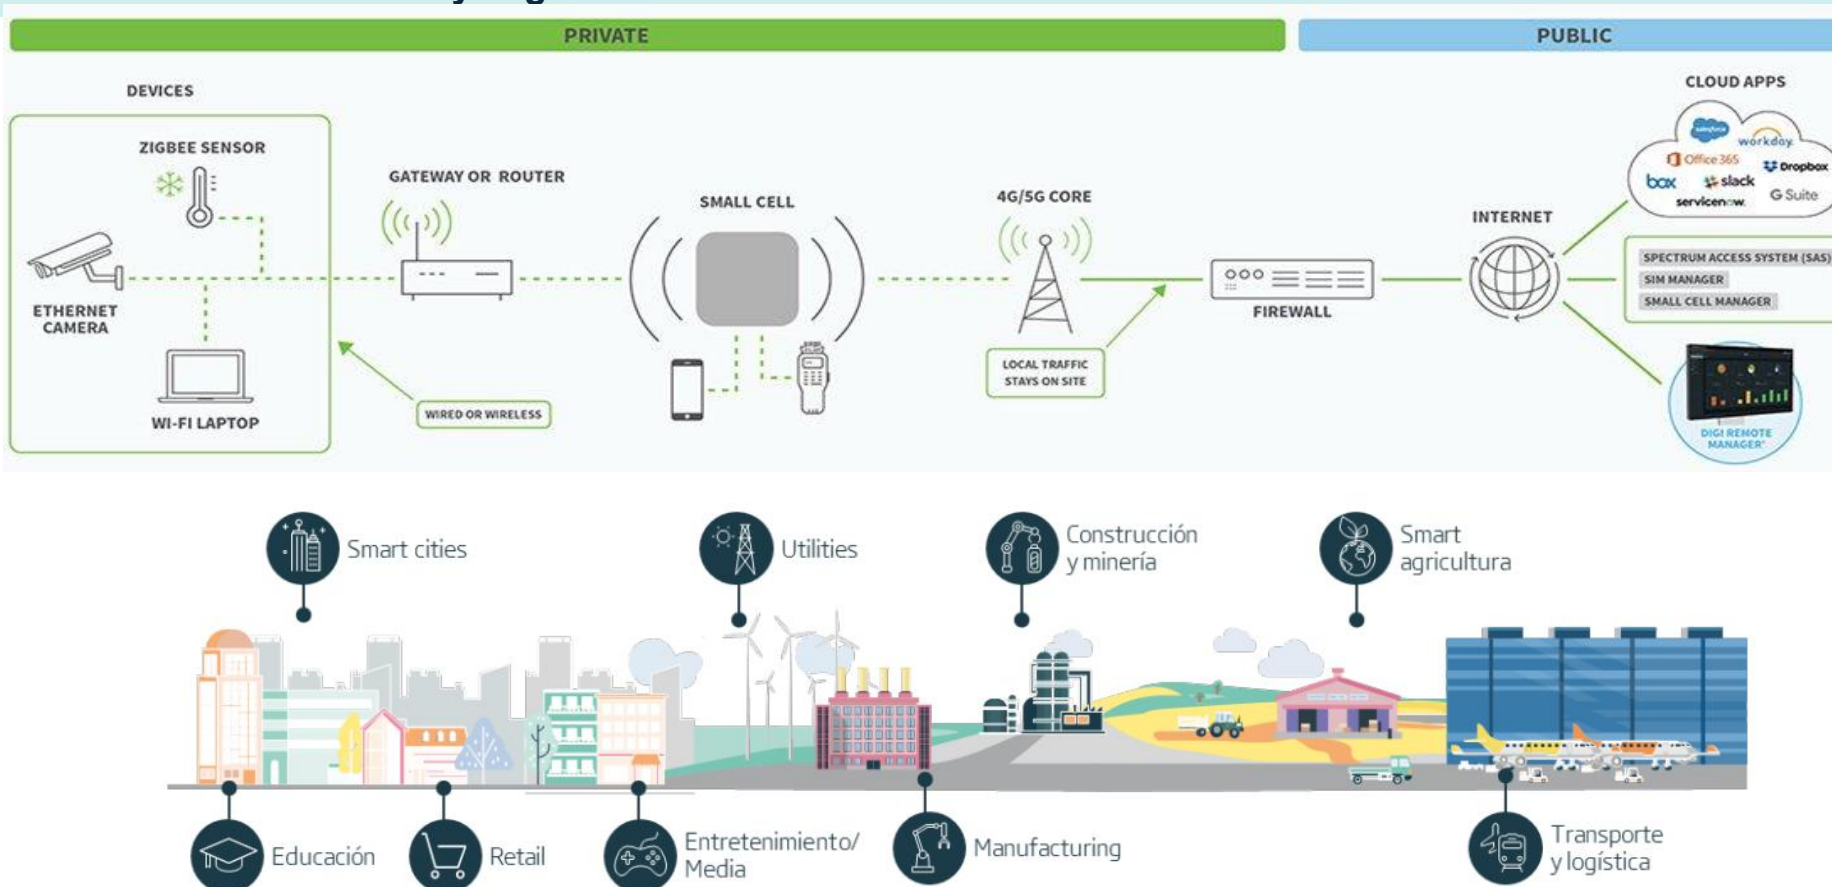 PRIVATE
PUBLIC
DEVICES
CLOUD APPS
ZIGBEE SENSOR
salesforce
workday.
GATEWAY OR ROUTER
Office 365
Dropbox
SMALL CELL
4G/5G CORE
box
slack
servicenow.
G Suite
INTERNET
SPECTRUM ACCESS SYSTEM (SAS)
SIM MANAGER
SMALL CELL MANAGER
ETHERNET
CAMERA
FIREWALL
LOCAL TRAFFIC
STAYS ON SITE
WIRED OR WIRELESS
WI-FI LAPTOP
DIGI REMOTE
MANAGER®
Smart cities
Utilities
Construcción
y minería
Smart
agricultura
Educación
Retail
Entretenimiento/
Media
Manufacturing
Transporte
y logística